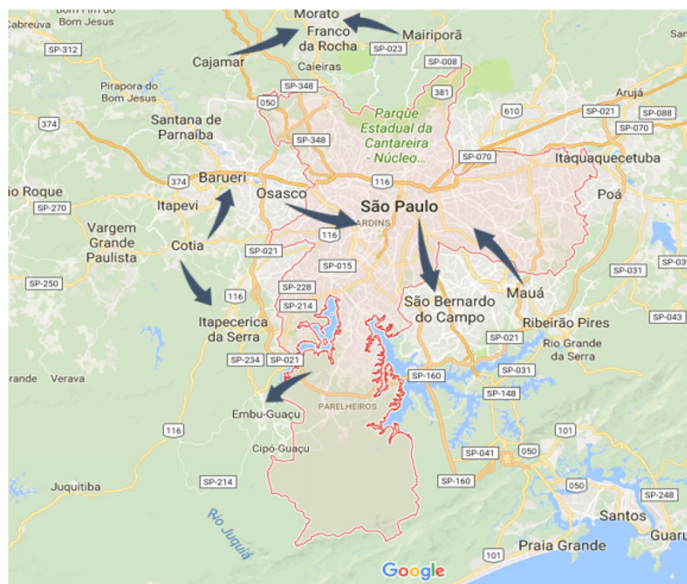 Bom Jesus
Cabreúva
do Bom Jesus
Morato
Franco
da Rocha
Mairiporã
Nazar
SP-312
SP-023
Cajamar
Caieiras
SP-008
Pirapora do
Bom Jesus
SP-348
050
381
Arujá
Santana de
Parnaíba
Parque
Estadual da
Cantareira
- Núcleo...
610
SP-021
SP-088
374
SP-348
SP-070
SP-070
Itaquaquecetuba
374
116
Barueri
Osasco
São Paulo
JARDINS
Poá
SP-270
Itapevi
Vargem
Grande
Paulista
Cotia
116
SP-021
SP-015
SP-031
SP-250
116
SP-228
SP-214
Mauá
São Bernardo
do Campo
Itapecerica
da Serra
Ribeirão Pires
SP-043
SP-021
Rio Grande
da Serra
SP-234
SP-021
SP-031
SP-160
Verava
SP-148
PARELHEIROS
Embu-Guaçu
116
101
Cipó-Guaçu
SP-041
050
Juquitiba
SP-214
SP-160
050
SP-248
Rio Juquiá
Santos
Guaru
Praia Grande
101
Google